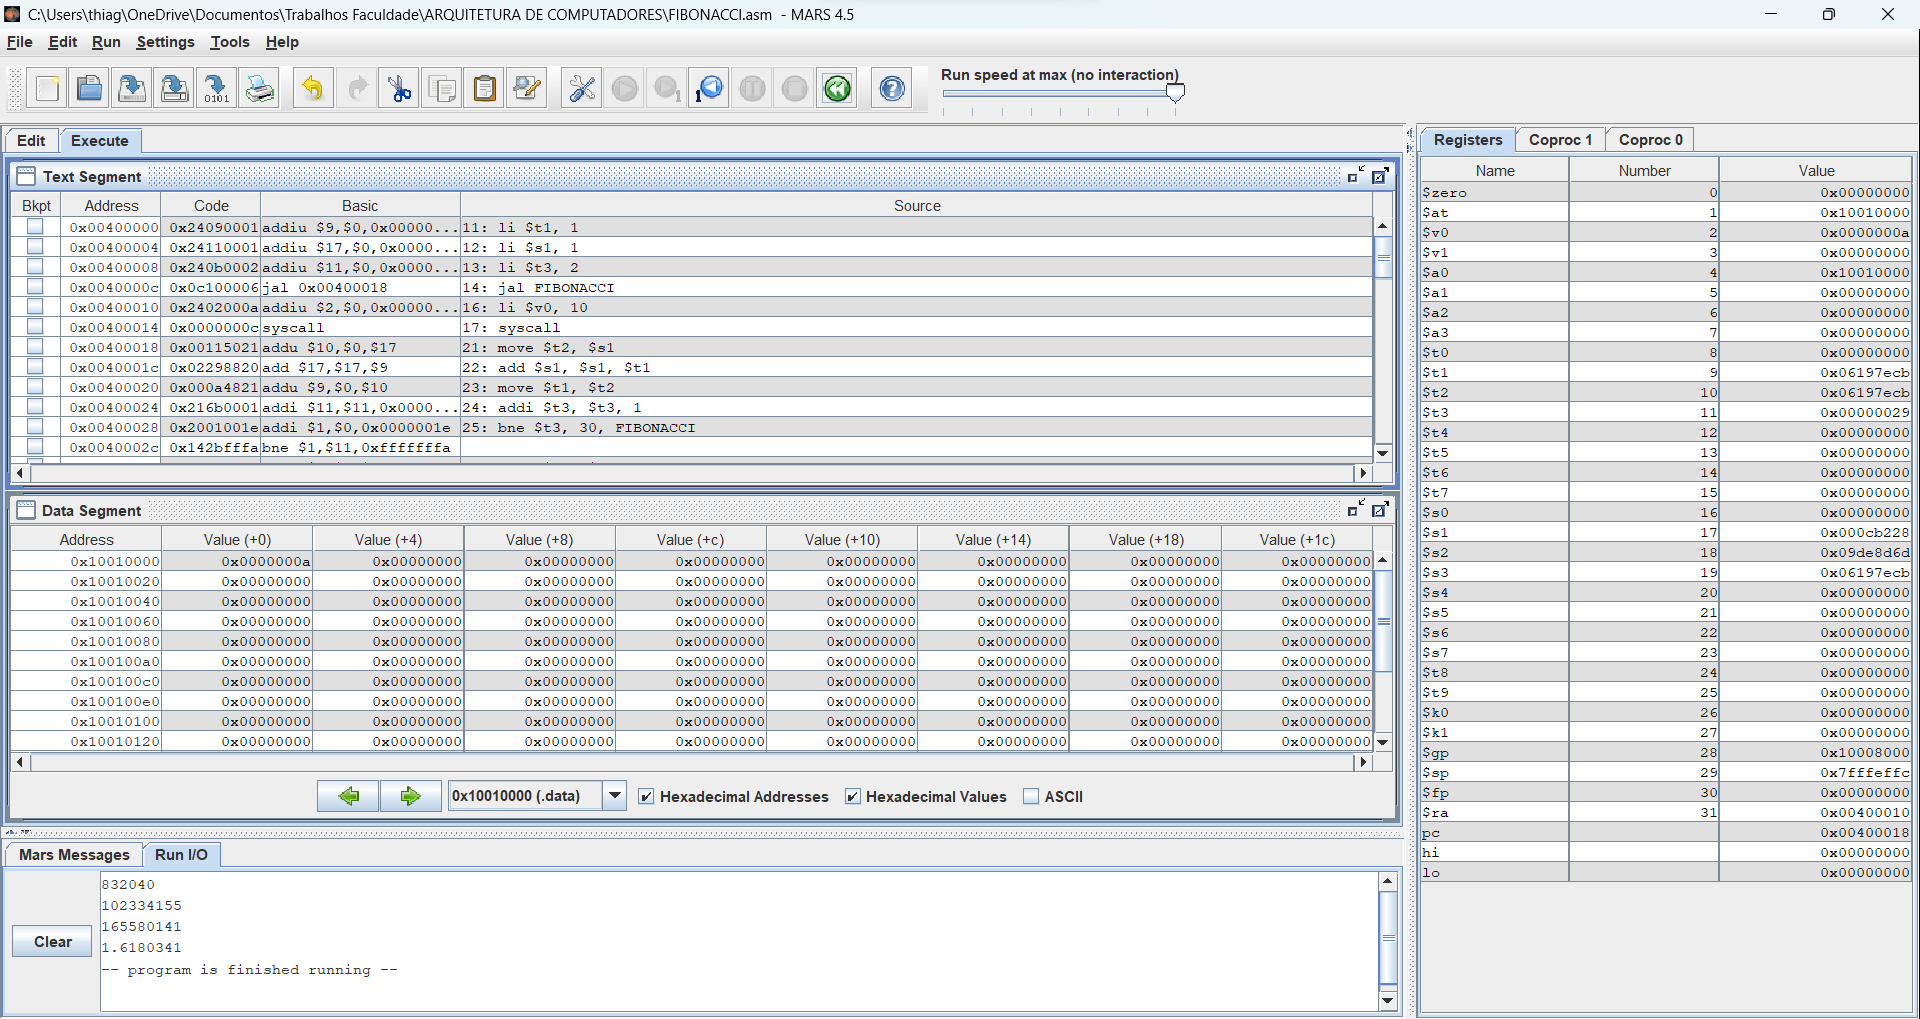 C:\Users\thiag\OneDrive\Documentos\Trabalhos Faculdade\ARQUITETURA DE COMPUTADORES\FIBONACCI.asm - MARS 4.5
File Edit Run Settings Tools Help
Run speed at max (no interaction)
Edit Execute
Text Segment
Bkpt Address Code Basic Source
0x00400000 0x24090001 addiu $9,$0,0x00000... 11: li $t1, 1
0x00400004 0x24110001 addiu $17,$0,0x0000... 12: li $s1, 1
0x00400008 0x240b0002 addiu $11,$0,0x0000... 13: li $t3, 2
0x0040000c 0x0c100006 jal 0x00400018 14: jal FIBONACCI
0x00400010 0x2402000a addiu $2,$0,0x00000... 16: li $v0, 10
0x00400014 0x0000000c syscall 17: syscall
0x00400018 0x00115021 addu $10,$0,$17 21: move $t2, $s1
0x0040001c 0x02298820 add $17,$17,$9 22: add $s1, $s1, $t1
0x00400020 0x000a4821 addu $9,$0,$10 23: move $t1, $t2
0x00400024 0x216b0001 addi $11,$11,0x0000... 24: addi $t3, $t3, 1
0x00400028 0x2001001e addi $1,$0,0x0000001e 25: bne $t3, 30, FIBONACCI
0x0040002c 0x142bfffa bne $1,$11,0xfffffffa
Data Segment
Address Value (+0) Value (+4) Value (+8) Value (+c) Value (+10) Value (+14) Value (+18) Value (+1c)
0x10010000 0x0000000a 0x00000000 0x00000000 0x00000000 0x00000000 0x00000000 0x00000000 0x00000000
0x10010020 0x00000000 0x00000000 0x00000000 0x00000000 0x00000000 0x00000000 0x00000000 0x00000000
0x10010040 0x00000000 0x00000000 0x00000000 0x00000000 0x00000000 0x00000000 0x00000000 0x00000000
0x10010060 0x00000000 0x00000000 0x00000000 0x00000000 0x00000000 0x00000000 0x00000000 0x00000000
0x10010080 0x00000000 0x00000000 0x00000000 0x00000000 0x00000000 0x00000000 0x00000000 0x00000000
0x100100a0 0x00000000 0x00000000 0x00000000 0x00000000 0x00000000 0x00000000 0x00000000 0x00000000
0x100100c0 0x00000000 0x00000000 0x00000000 0x00000000 0x00000000 0x00000000 0x00000000 0x00000000
0x100100e0 0x00000000 0x00000000 0x00000000 0x00000000 0x00000000 0x00000000 0x00000000 0x00000000
0x10010100 0x00000000 0x00000000 0x00000000 0x00000000 0x00000000 0x00000000 0x00000000 0x00000000
0x10010120 0x00000000 0x00000000 0x00000000 0x00000000 0x00000000 0x00000000 0x00000000 0x00000000
0x10010000 (.data) Hexadecimal Addresses Hexadecimal Values ASCII
Mars Messages Run I/O
Clear
832040
102334155
165580141
1.6180341
-- program is finished running --
Registers Coproc 1 Coproc 0
Name Number Value
$zero 0 0x00000000
$at 1 0x10010000
$v0 2 0x0000000a
$v1 3 0x00000000
$a0 4 0x10010000
$a1 5 0x00000000
$a2 6 0x00000000
$a3 7 0x00000000
$t0 8 0x00000000
$t1 9 0x06197ecb
$t2 10 0x06197ecb
$t3 11 0x00000029
$t4 12 0x00000000
$t5 13 0x00000000
$t6 14 0x00000000
$t7 15 0x00000000
$s0 16 0x00000000
$s1 17 0x000cb228
$s2 18 0x09de8d6d
$s3 19 0x06197ecb
$s4 20 0x00000000
$s5 21 0x00000000
$s6 22 0x00000000
$s7 23 0x00000000
$t8 24 0x00000000
$t9 25 0x00000000
$k0 26 0x00000000
$k1 27 0x00000000
$gp 28 0x10008000
$sp 29 0x7fffeffc
$fp 30 0x00000000
$ra 31 0x00400010
pc 0x00400018
hi 0x00000000
lo 0x00000000